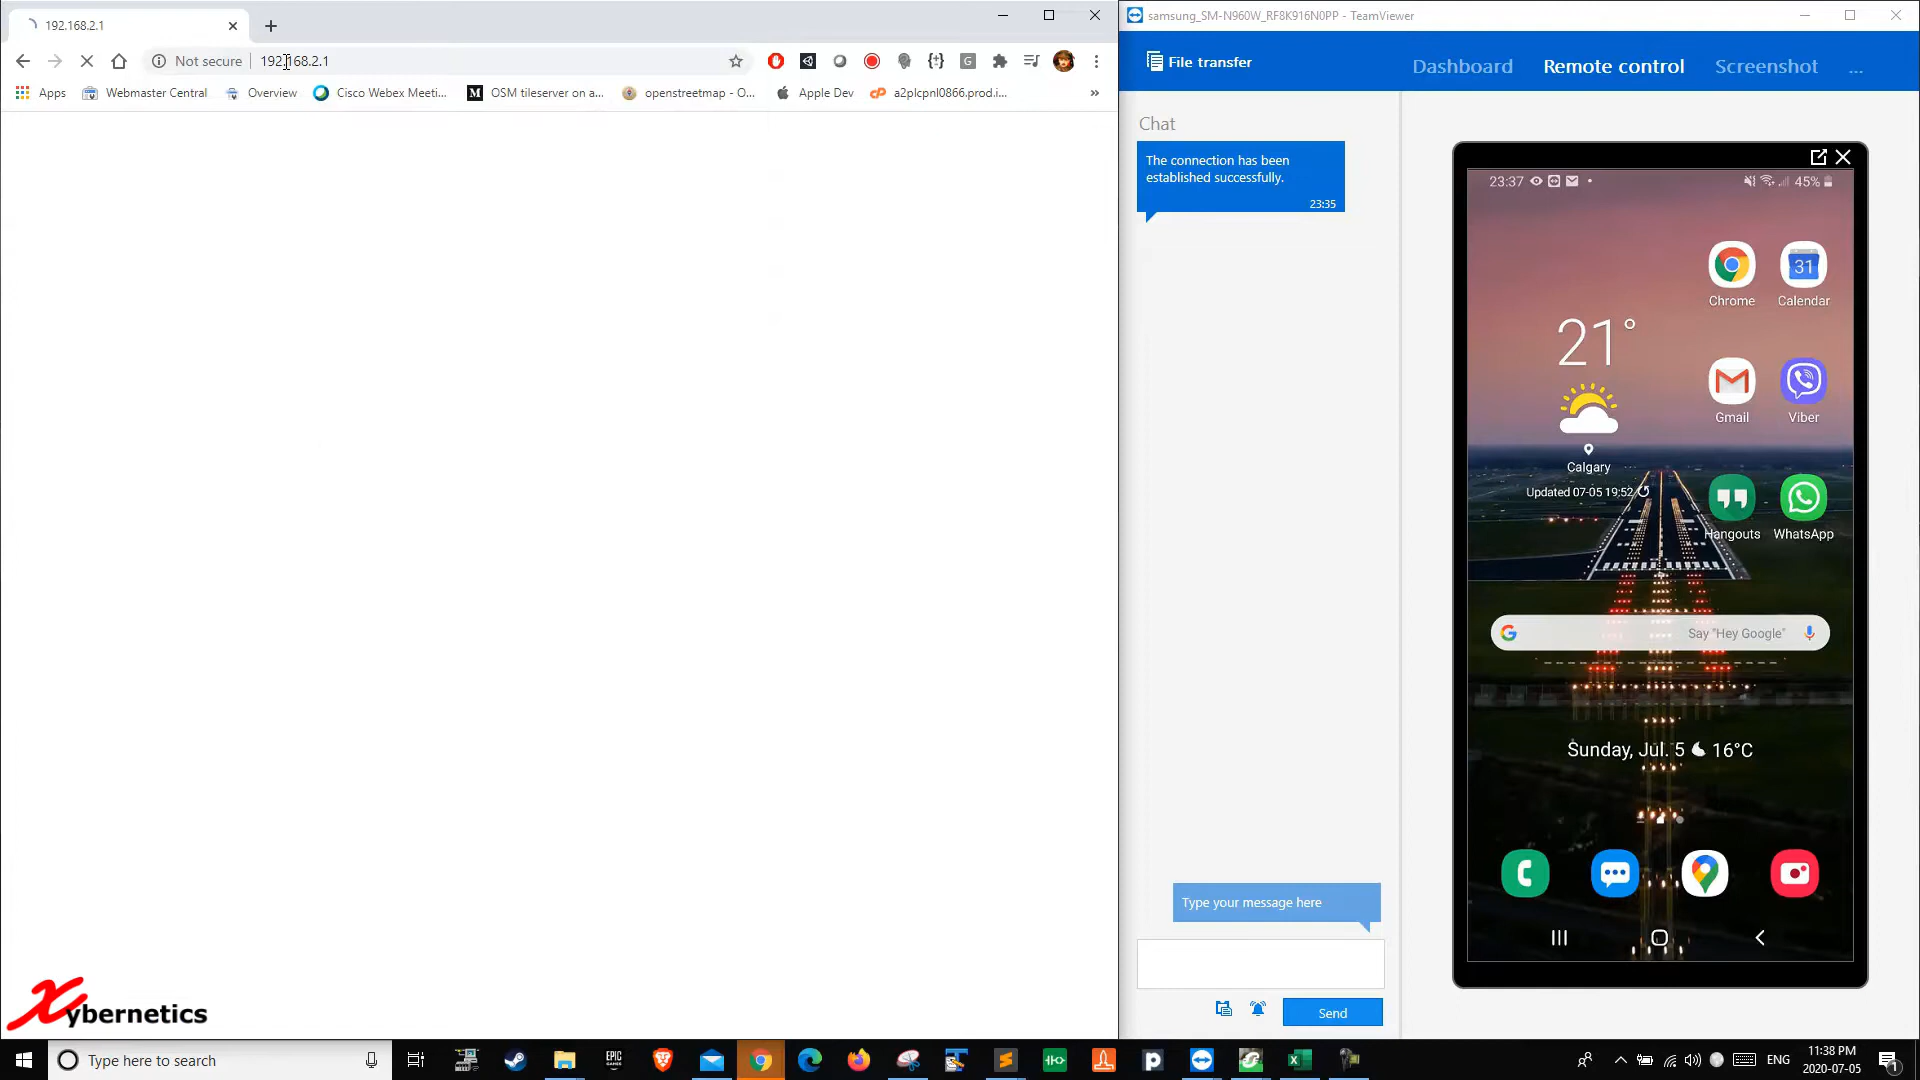 192.168.2.1
Not secure
192.168.2.1
Apps
Webmaster Central
Overview
Cisco Webex Meeti...
M
OSM tileserver on a...
openstreetmap - O...
Apple Dev
a2plcpnl0866.prod.i...
»
samsung_SM-N960W_RF8K916N0PP - TeamViewer
File transfer
Dashboard
Remote control
Screenshot
...
Chat
The connection has been
established successfully.
23:35
23:37
45%
Chrome
31
Calendar
21°
Gmail
Viber
Calgary
Updated 07-05 19:52
Hangouts
WhatsApp
G
Say "Hey Google"
Sunday, Jul. 5
16°C
Type your message here
Send
Xybernetics
Type here to search
EPIC
GAMES
ENG
11:38 PM
2020-07-05
1